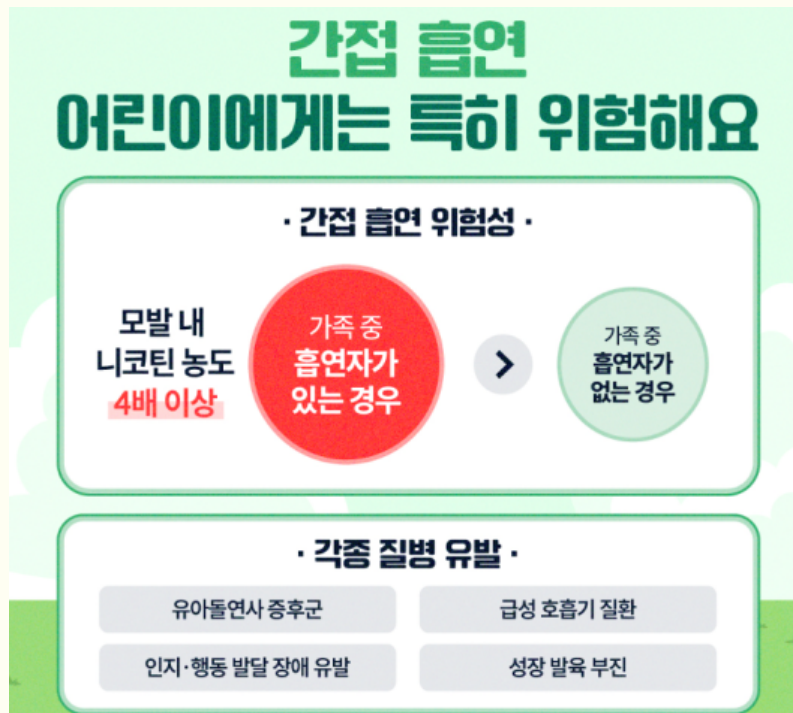 간접 흡연
어린이에게는 특히 위험해요
· 간접 흡연 위험성 ·
모발 내
니코틴 농도
4배 이상
가족 중
흡연자가
있는 경우
>
가족 중
흡연자가
없는 경우
· 각종 질병 유발 ·
유아돌연사 증후군
급성 호흡기 질환
인지·행동 발달 장애 유발
성장 발육 부진